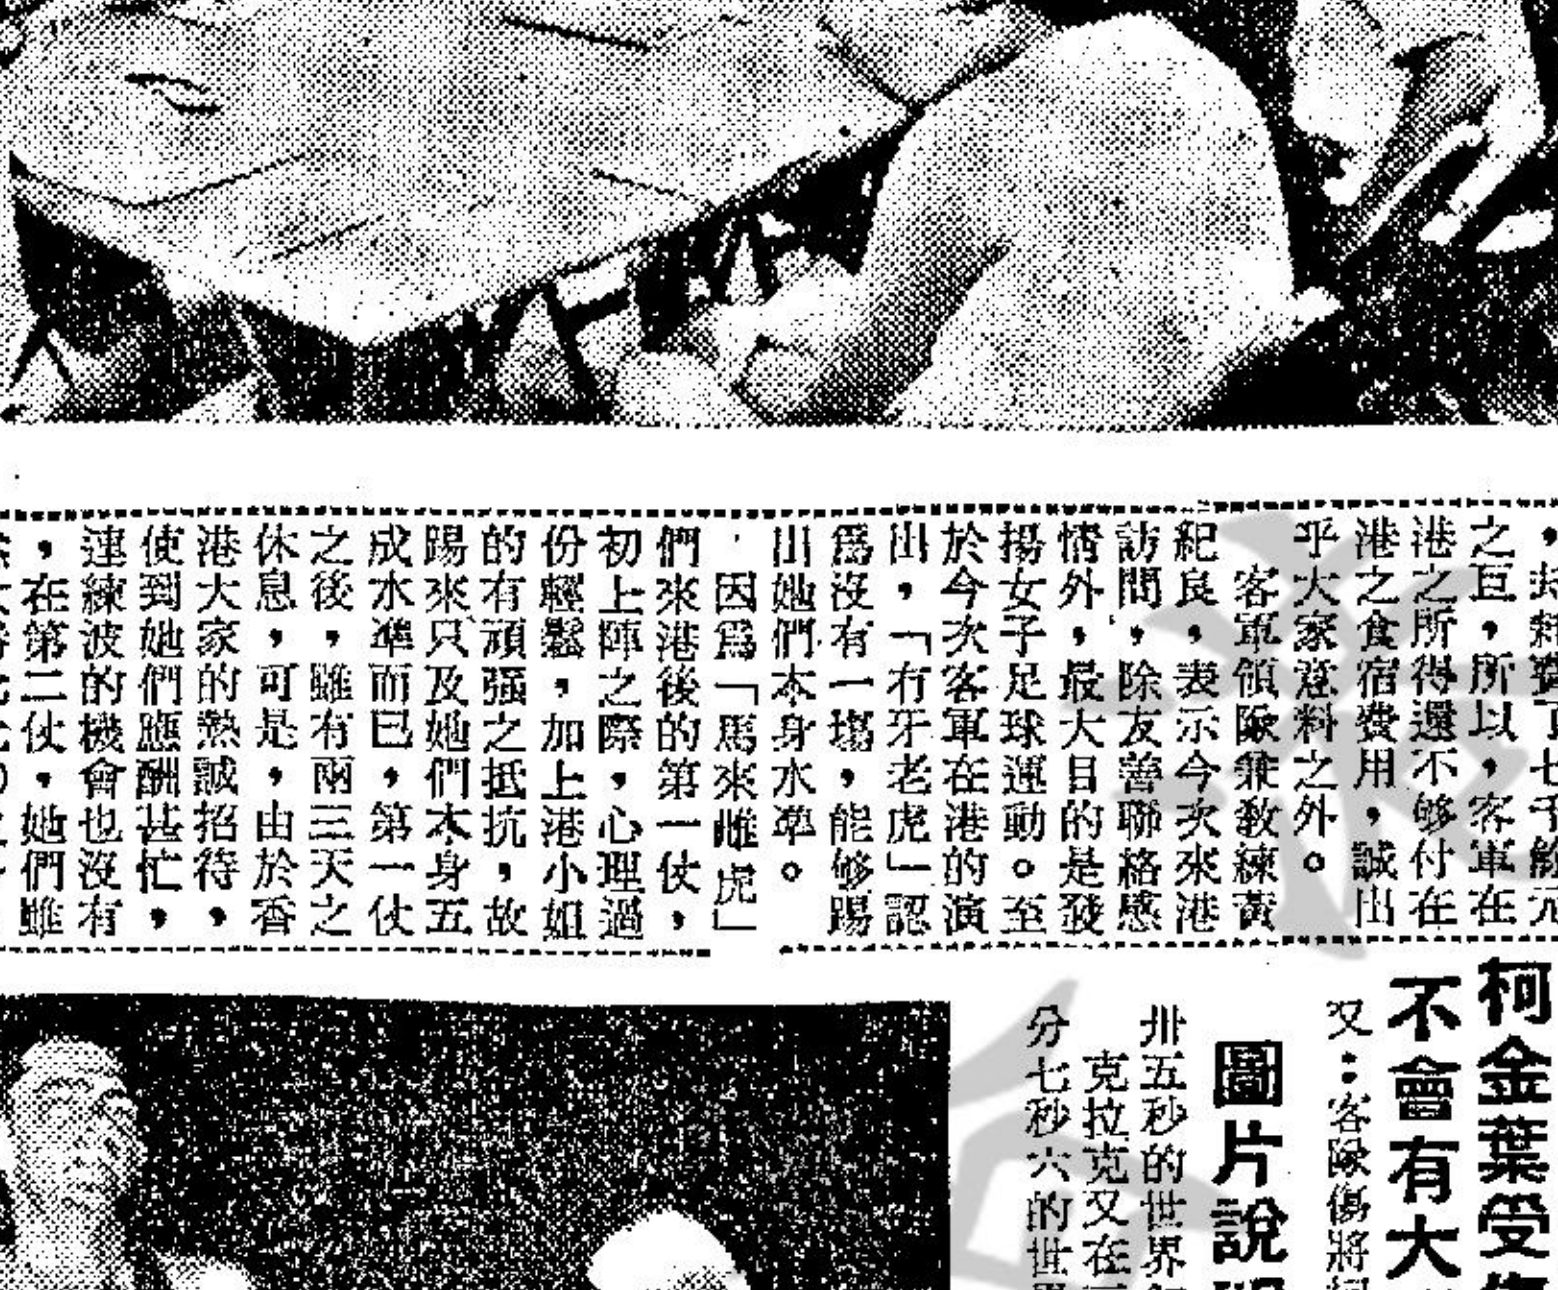 之巨，所以，客軍在
港之所得還不够付在
港之食宿費用，誠出
乎大家意料之外。
客軍領隊兼敎練黃
紀良，表示今次來港
訪問，除友善聯絡感
情外，最大目的是發
揚女子足球運動。至
於今次客軍在港的演
出，「有牙老虎」認
爲沒有一塲，能够踢
出她們本身水準。
因爲「馬來雌虎」
們來港後的第一仗，
初上陣之際，心理過
份輕鬆，加上港小姐
的有頑强之抵抗，故
踢來只及她們本身五
成水準而已，第一仗
之後，雖有兩三天之
休息，可是，由於香
港大家的熱誠招待，
使到她們應酬甚忙，
連練波的機會也沒有
，在第二仗，她們雖
柯金葉受
不會有大
又：客隊傷將
圖片說
卅五秒的世界
克拉克又在
分七秒六的世